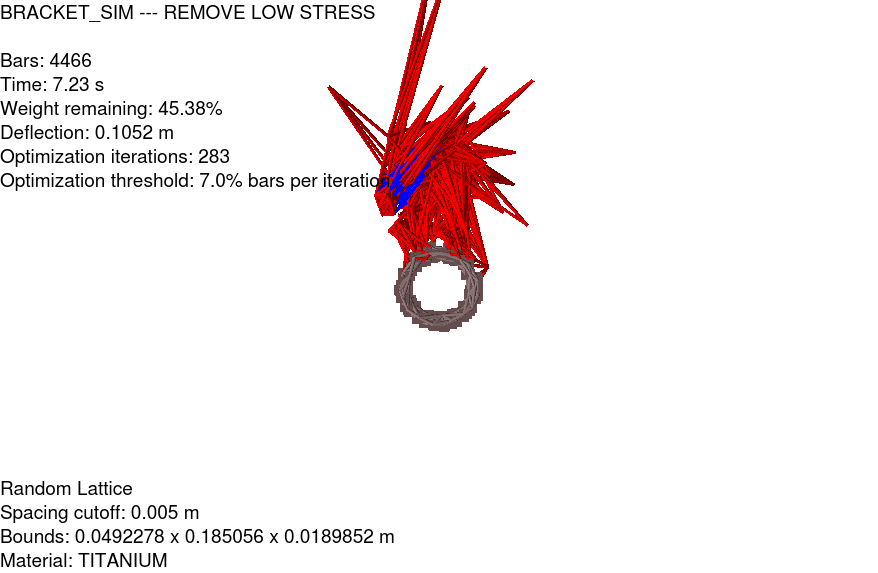 BRACKET_SIM --- REMOVE LOW STRESS
Bars: 4466
Time: 7.23 s
Weight remaining: 45.38%
Deflection: 0.1052 m
Optimization iterations: 283
Optimization threshold: 7.0% bars per iteration
Random Lattice
Spacing cutoff: 0.005 m
Bounds: 0.0492278 x 0.185056 x 0.0189852 m
Material: TITANIUM